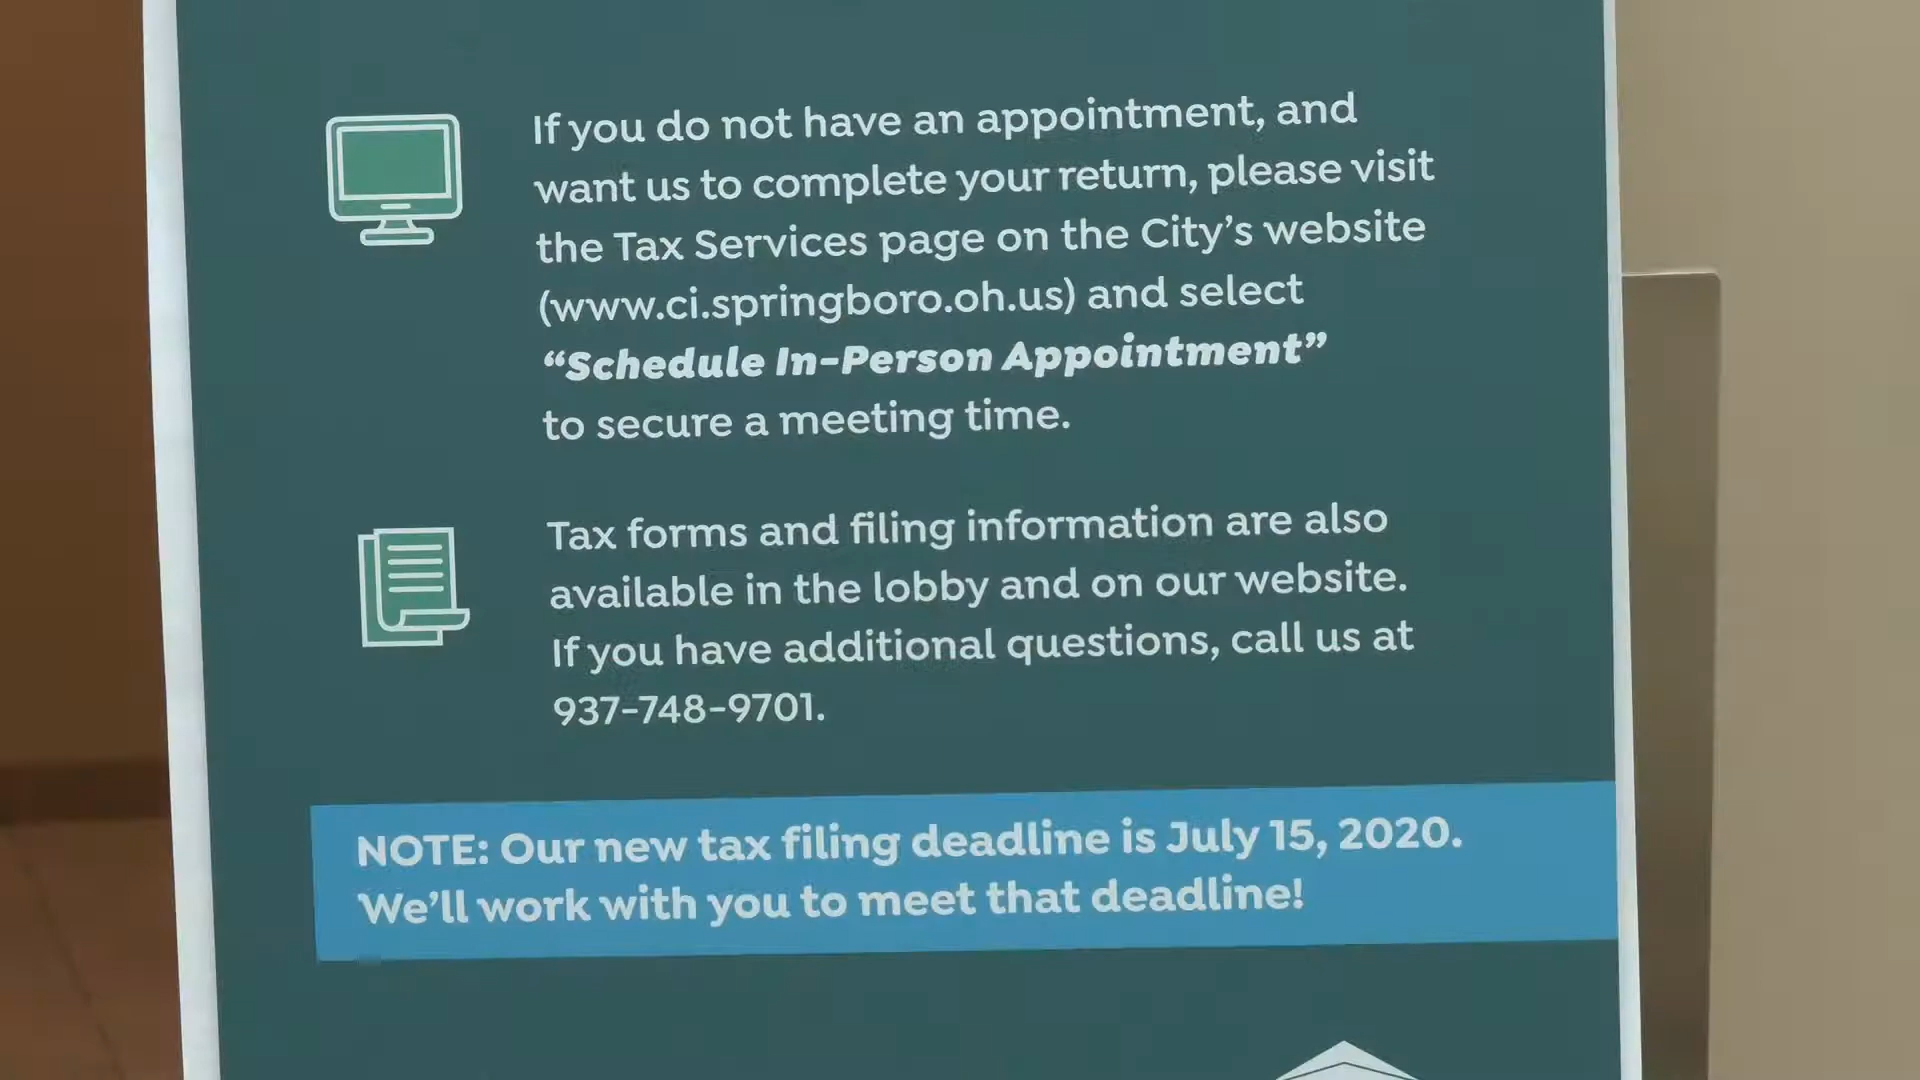 If you do not have an appointment, and
want us to complete your return, please visit
the Tax Services page on the City's website
(www.ci.springboro.oh.us) and select
“Schedule In-Person Appointment”
to secure a meeting time.
Tax forms and filing information are also
available in the lobby and on our website.
If you have additional questions, call us at
937-748-9701.
NOTE: Our new tax filing deadline is July 15, 2020.
We'll work with you to meet that deadline!